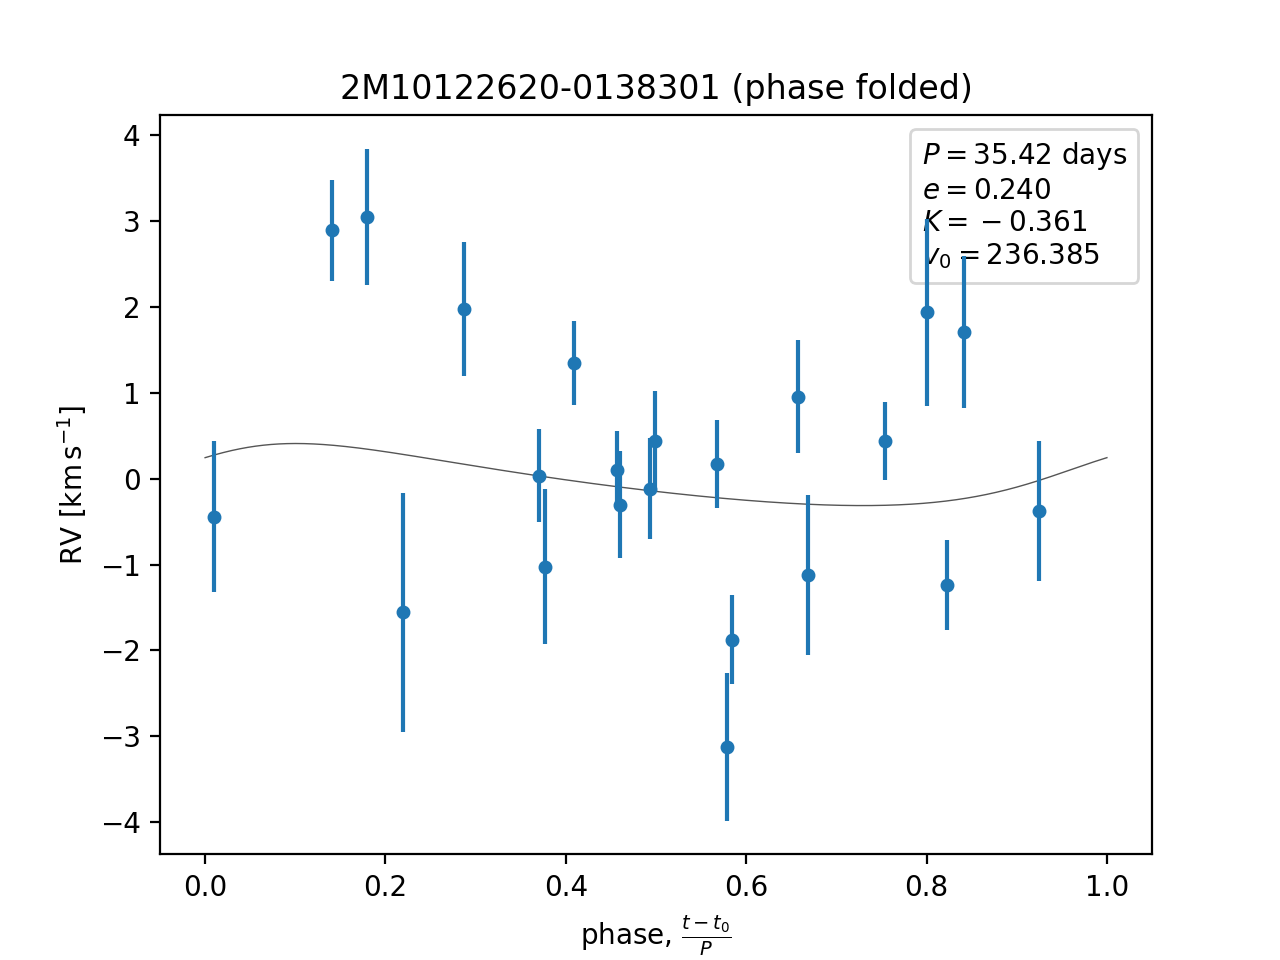 2M10122620-0138301 (phase folded)
P = 35.42 days
e = 0.240
K = −0.361
v₀ = 236.385
RV [km s⁻¹]
4
3
2
1
0
−1
−2
−3
−4
0.0 0.2 0.4 0.6 0.8 1.0
phase, (t − t₀)/P